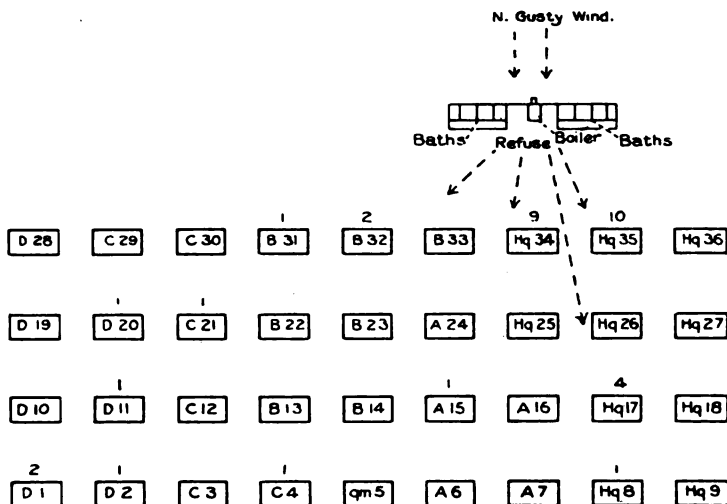 N. Gusty Wind.
Baths Refuse Boiler Baths
1 2 9 10
D 28 C 29 C 30 B 31 B 32 B 33 Hq 34 Hq 35 Hq 36
1 1
D 19 D 20 C 21 B 22 B 23 A 24 Hq 25 Hq 26 Hq 27
1 1 4
D 10 D 11 C 12 B 13 B 14 A 15 A 16 Hq 17 Hq 18
2 1 1 1
D 1 D 2 C 3 C 4 qm 5 A 6 A 7 Hq 8 Hq 9